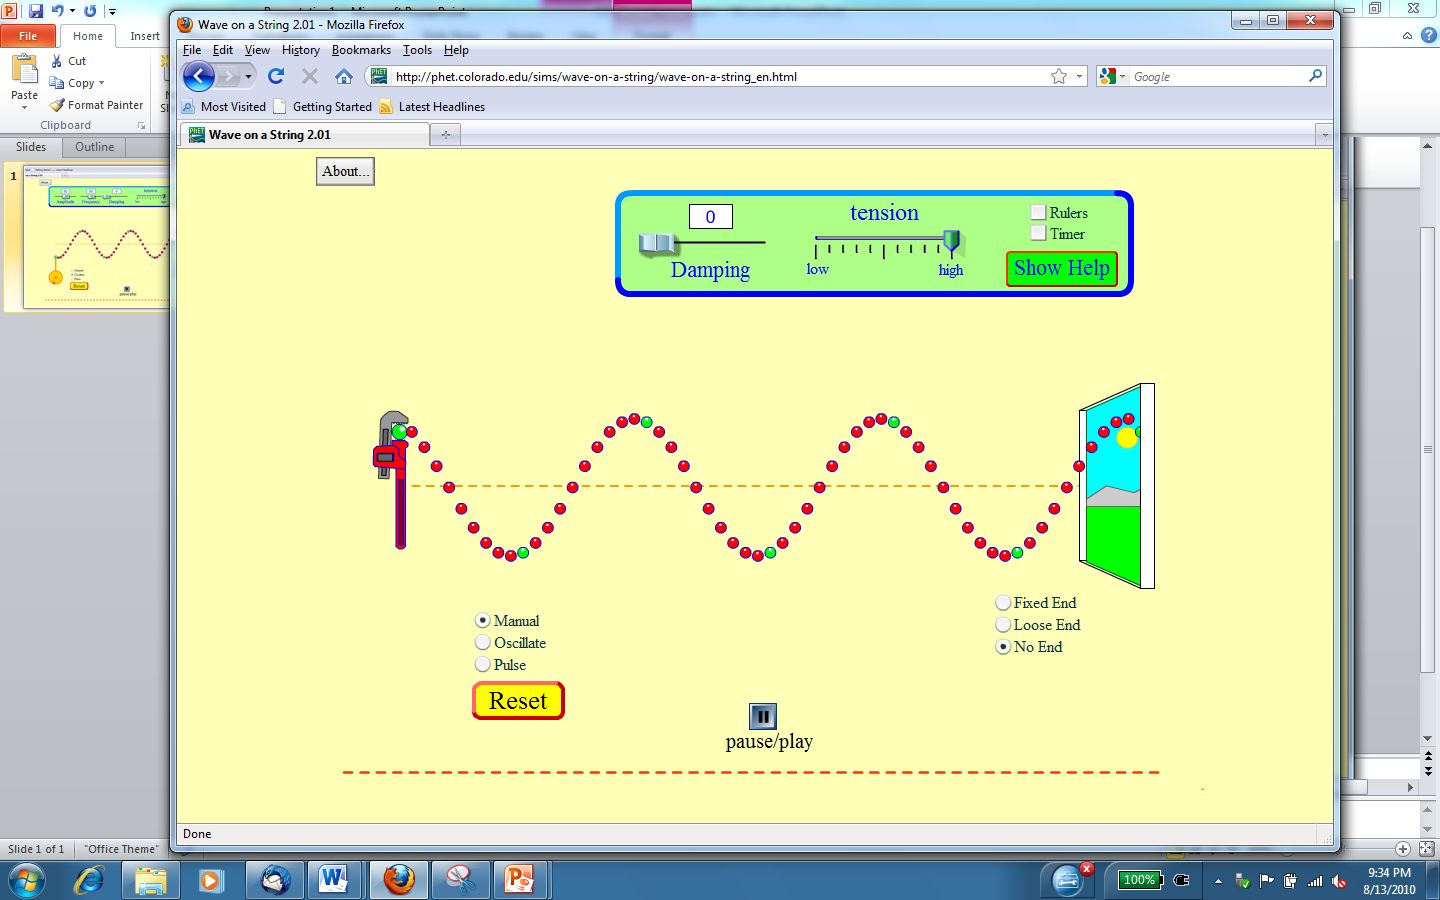 Wave on a String 2.01 - Mozilla Firefox
File Edit View History Bookmarks Tools Help
http://phet.colorado.edu/sims/wave-on-a-string/wave-on-a-string_en.html
Google
Most Visited Getting Started Latest Headlines
PhET Wave on a String 2.01
File Home Insert
Paste
Cut
Copy
Format Painter
Clipboard
Slides Outline
1
About...
0
Damping
tension
low high
Rulers
Timer
Show Help
Manual
Oscillate
Pulse
Reset
Fixed End
Loose End
No End
pause/play
Done
Slide 1 of 1 "Office Theme"
100%
9:34 PM
8/13/2010